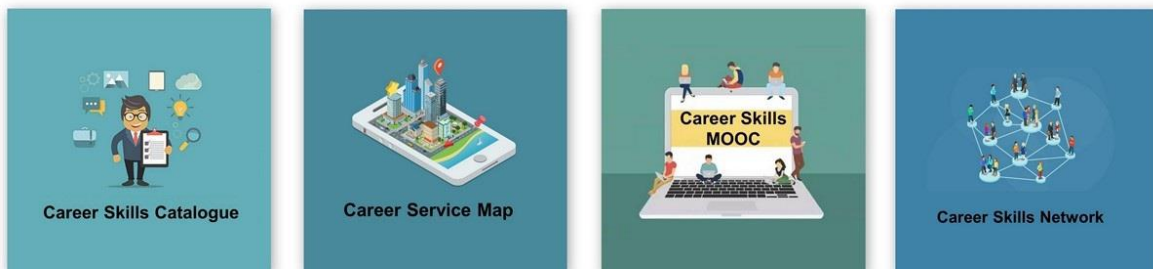 Career Skills Catalogue
Career Service Map
Career Skills
MOOC
Career Skills Network